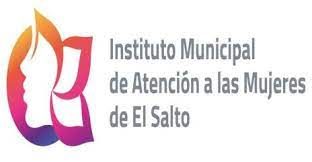 Instituto Municipal
de Atención a las Mujeres
de El Salto